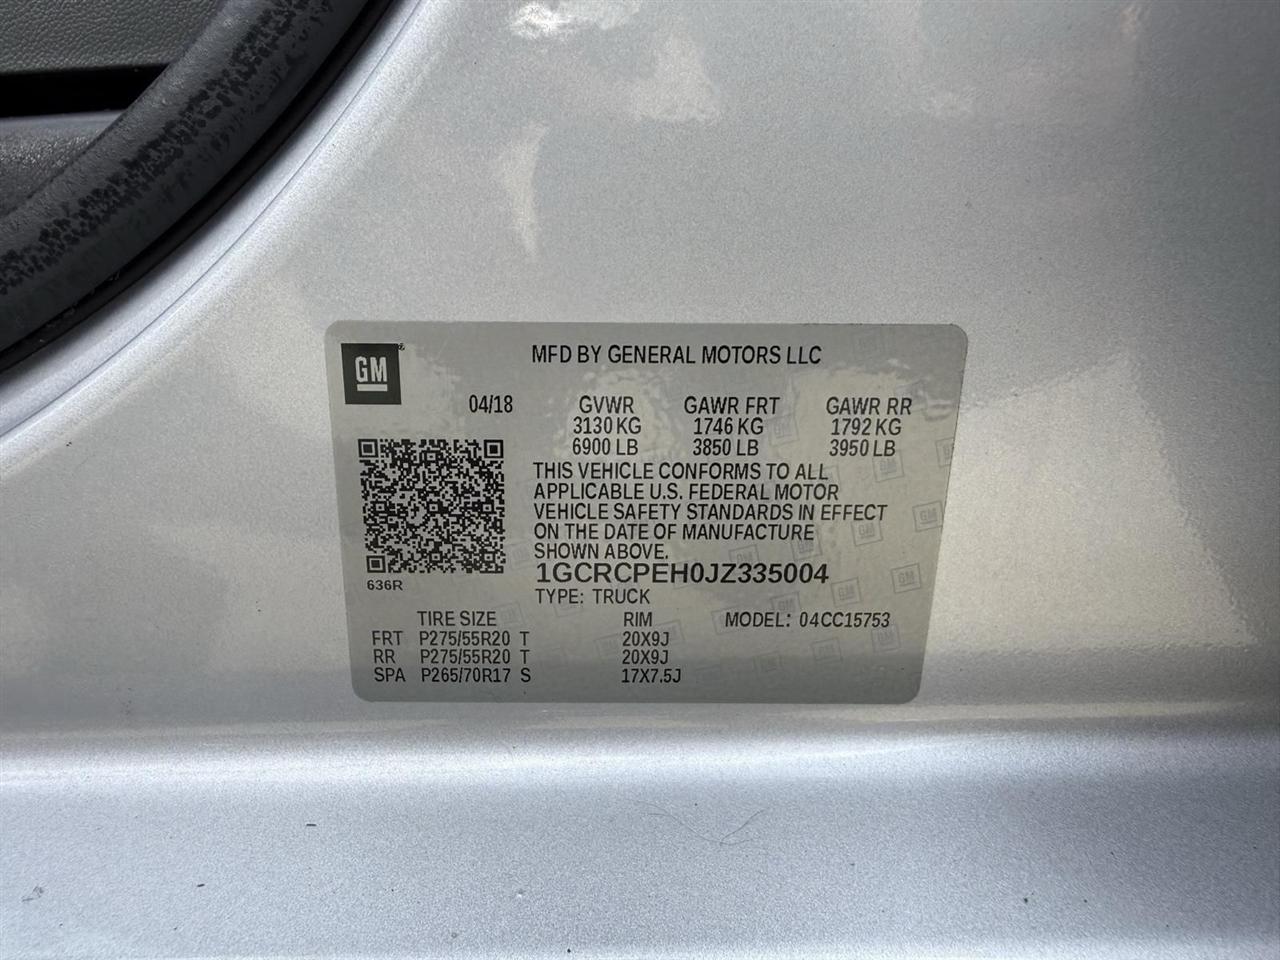 GM
MFD BY GENERAL MOTORS LLC
04/18
GVWR GAWR FRT GAWR RR
3130 KG 1746 KG 1792 KG
6900 LB 3850 LB 3950 LB
THIS VEHICLE CONFORMS TO ALL
APPLICABLE U.S. FEDERAL MOTOR
VEHICLE SAFETY STANDARDS IN EFFECT
ON THE DATE OF MANUFACTURE
SHOWN ABOVE.
636R
1GCRCPEH0JZ335004
TYPE: TRUCK
TIRE SIZE RIM MODEL: 04CC15753
FRT P275/55R20 T 20X9J
RR P275/55R20 T 20X9J
SPA P265/70R17 S 17X7.5J